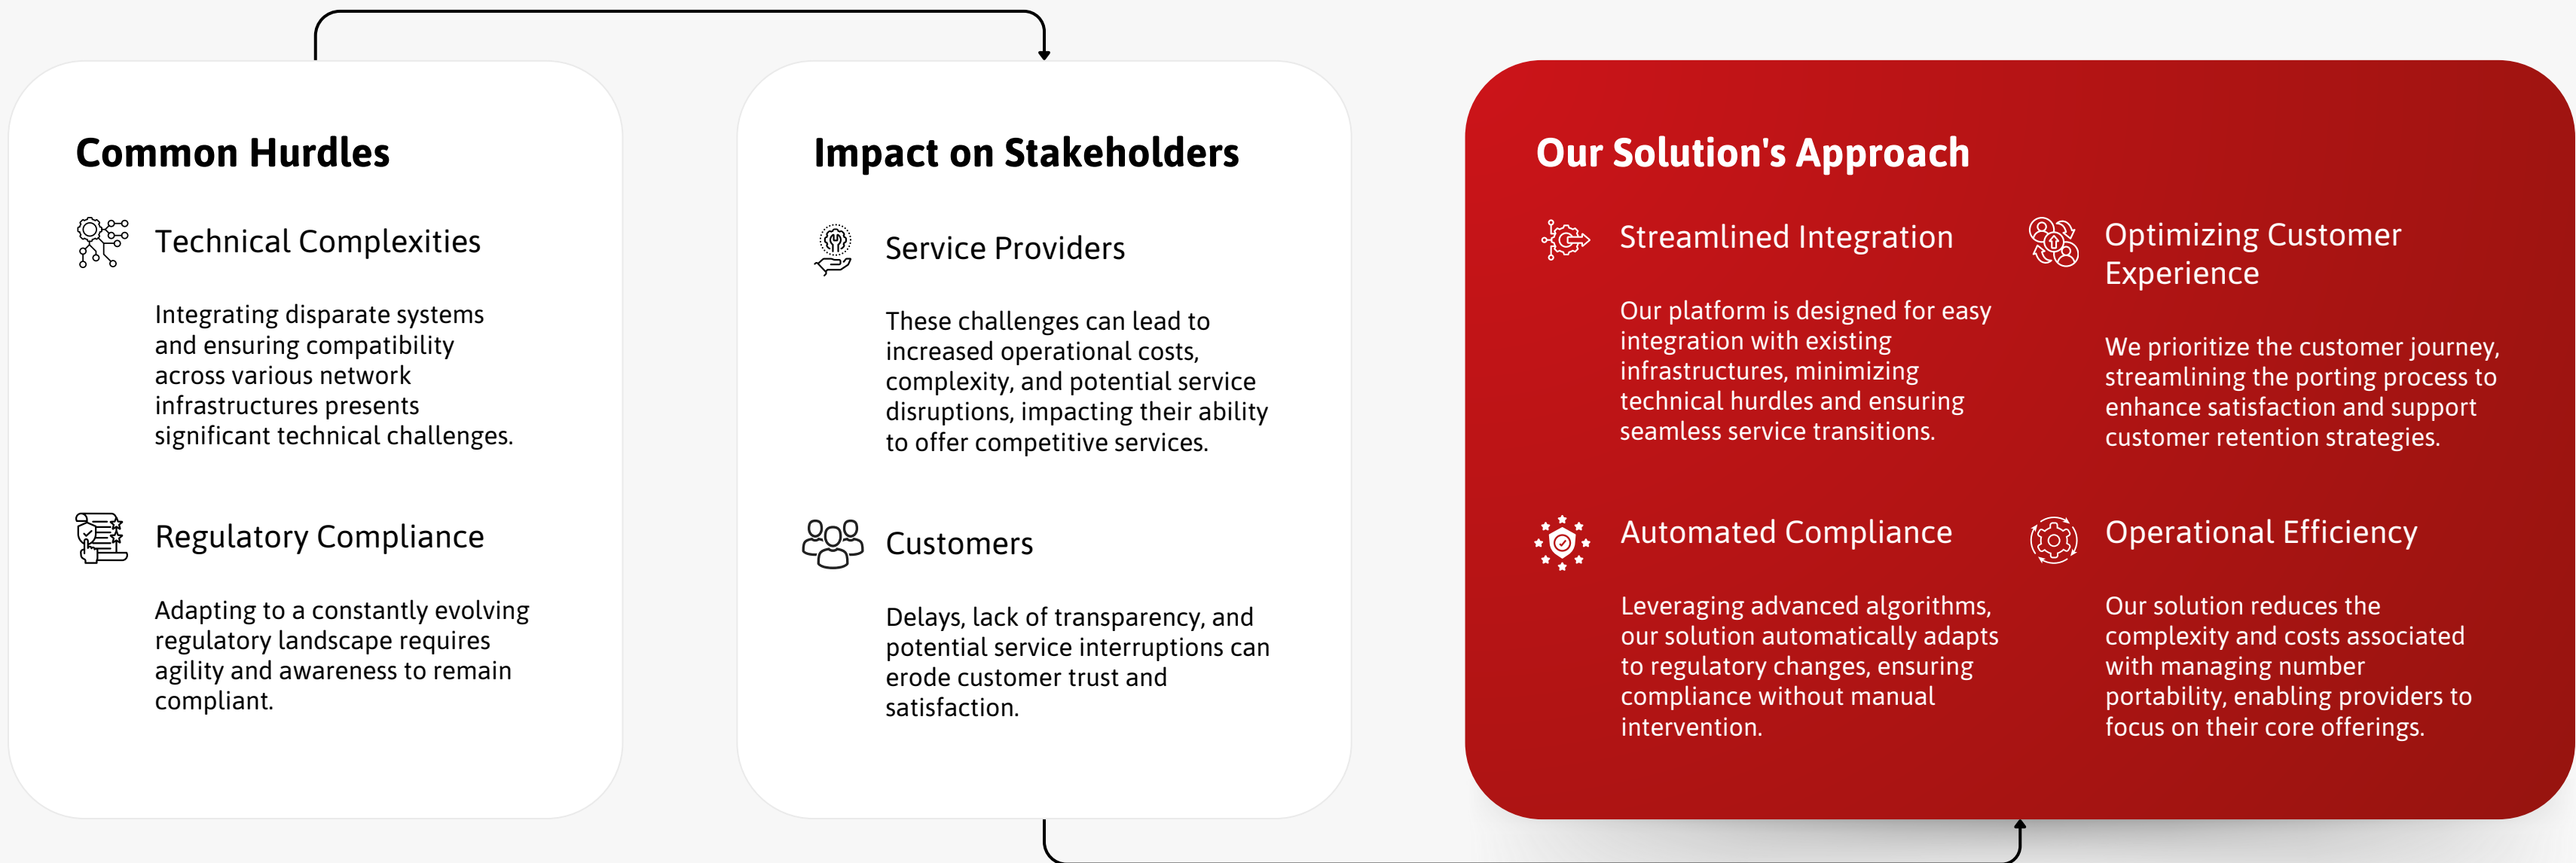 Common Hurdles
Technical Complexities
Integrating disparate systems
and ensuring compatibility
across various network
infrastructures presents
significant technical challenges.
Regulatory Compliance
Adapting to a constantly evolving
regulatory landscape requires
agility and awareness to remain
compliant.
Impact on Stakeholders
Service Providers
These challenges can lead to
increased operational costs,
complexity, and potential service
disruptions, impacting their ability
to offer competitive services.
Customers
Delays, lack of transparency, and
potential service interruptions can
erode customer trust and
satisfaction.
Our Solution's Approach
Streamlined Integration
Our platform is designed for easy
integration with existing
infrastructures, minimizing
technical hurdles and ensuring
seamless service transitions.
Optimizing Customer
Experience
We prioritize the customer journey,
streamlining the porting process to
enhance satisfaction and support
customer retention strategies.
Automated Compliance
Leveraging advanced algorithms,
our solution automatically adapts
to regulatory changes, ensuring
compliance without manual
intervention.
Operational Efficiency
Our solution reduces the
complexity and costs associated
with managing number
portability, enabling providers to
focus on their core offerings.